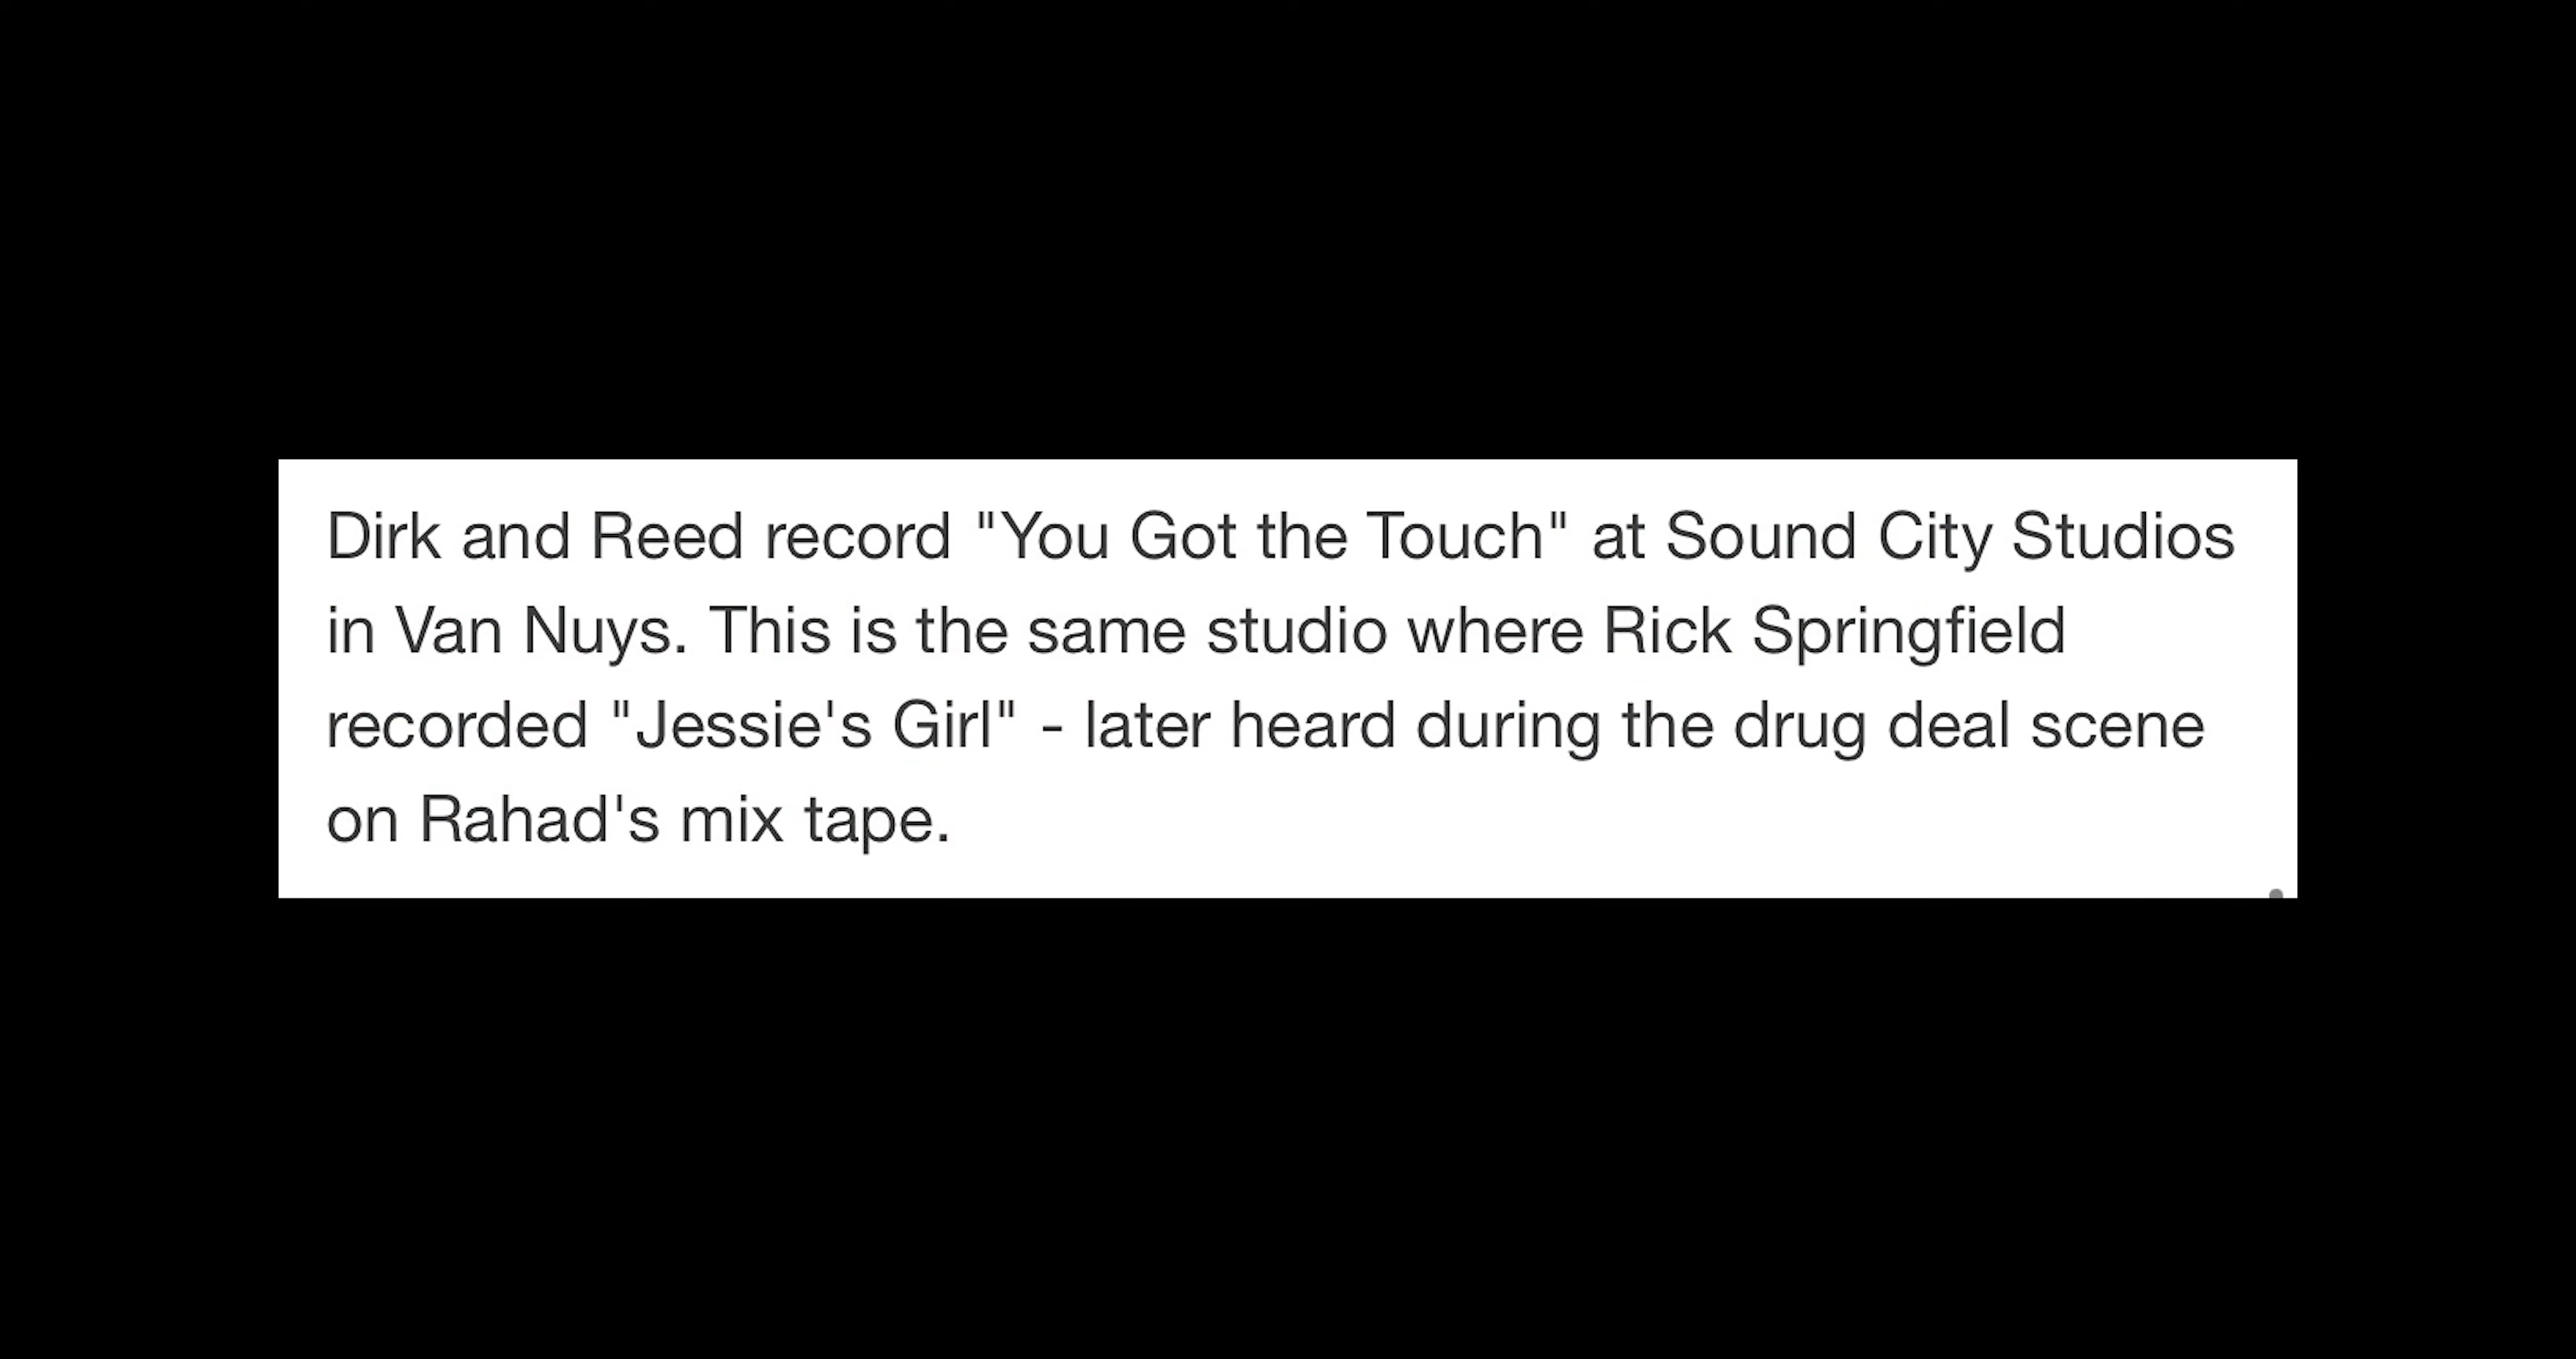 Dirk and Reed record "You Got the Touch" at Sound City Studios
in Van Nuys. This is the same studio where Rick Springfield
recorded "Jessie's Girl" - later heard during the drug deal scene
on Rahad's mix tape.